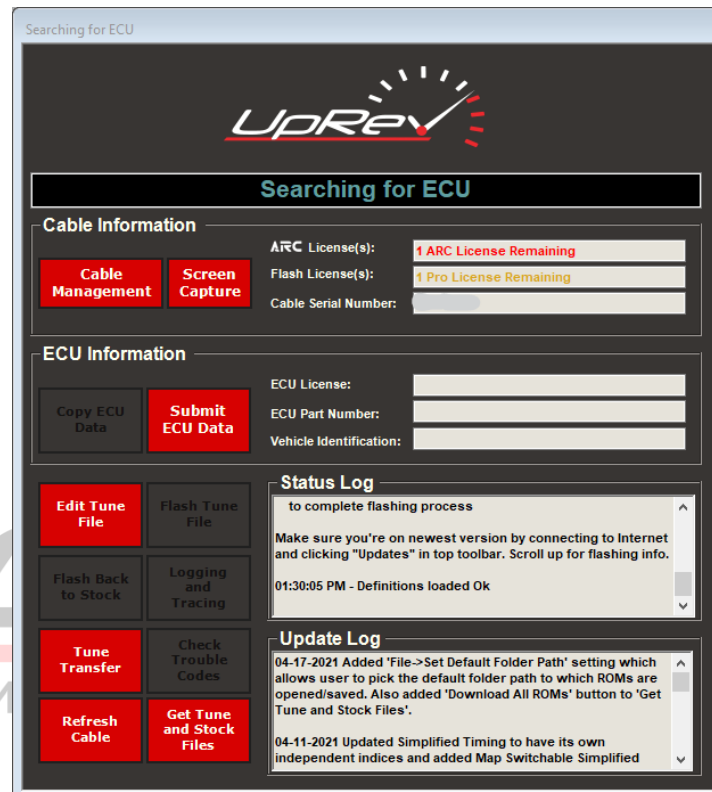 Searching for ECU
UpRev
Searching for ECU
Cable Information
Cable
Management
Screen
Capture
ARC License(s):
1 ARC License Remaining
Flash License(s):
1 Pro License Remaining
Cable Serial Number:
ECU Information
Copy ECU
Data
Submit
ECU Data
ECU License:
ECU Part Number:
Vehicle Identification:
Edit Tune
File
Flash Tune
File
Flash Back
to Stock
Logging
and
Tracing
Tune
Transfer
Check
Trouble
Codes
Refresh
Cable
Get Tune
and Stock
Files
Status Log
to complete flashing process
Make sure you're on newest version by connecting to Internet
and clicking "Updates" in top toolbar. Scroll up for flashing info.
01:30:05 PM - Definitions loaded Ok
Update Log
04-17-2021 Added 'File->Set Default Folder Path' setting which
allows user to pick the default folder path to which ROMs are
opened/saved. Also added 'Download All ROMs' button to 'Get
Tune and Stock Files'.
04-11-2021 Updated Simplified Timing to have its own
independent indices and added Map Switchable Simplified